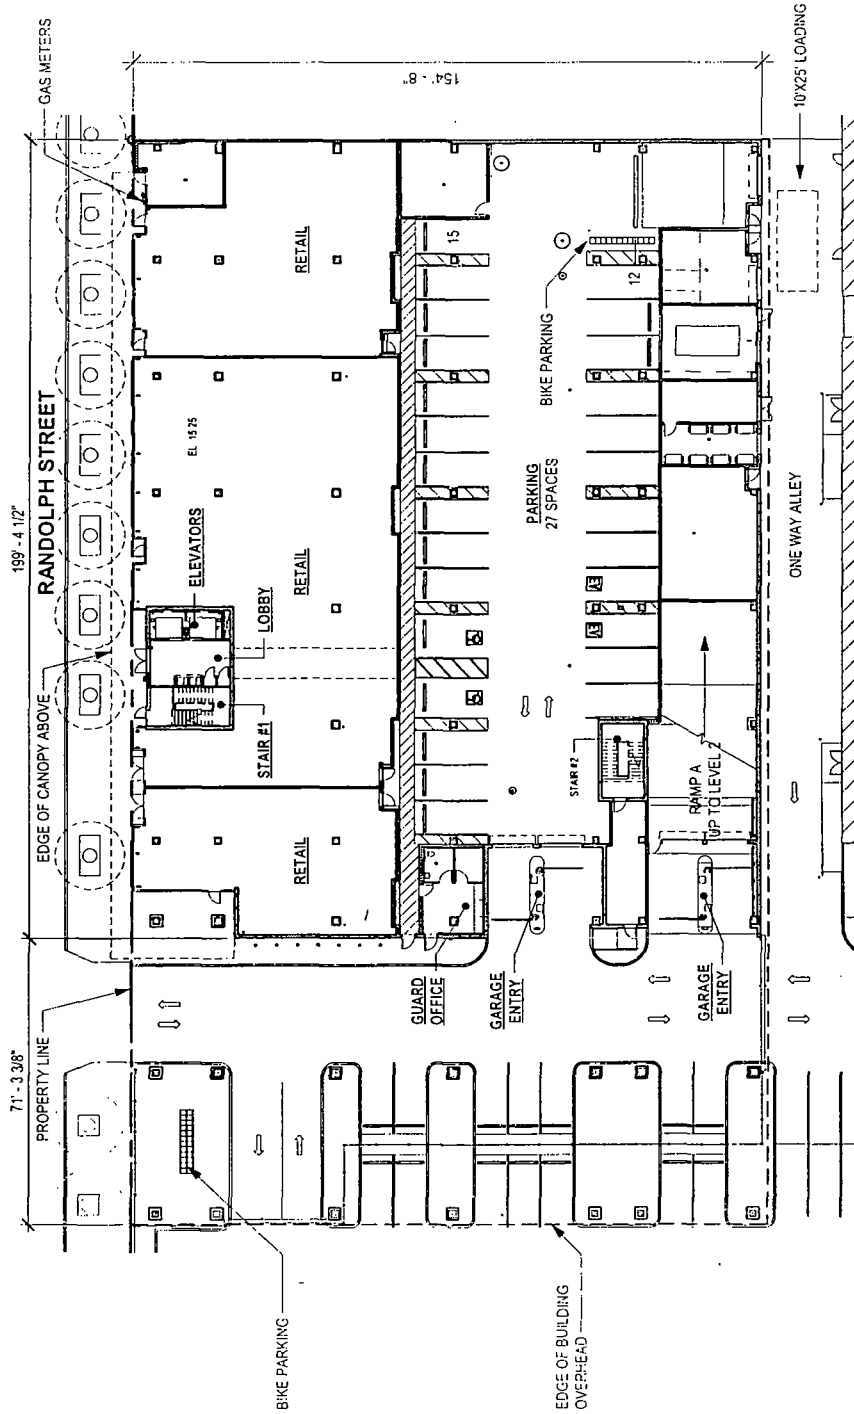 GAS METERS
10'X25' LOADING
154' - 8"
199' - 4 1/2"
RANDOLPH STREET
EDGE OF CANOPY ABOVE
PROPERTY LINE
71' - 3 3/8"
RETAIL
EL 15.25
RETAIL
RETAIL
ELEVATORS
LOBBY
STAIR #1
15
12
BIKE PARKING
PARKING
27 SPACES
EV
EV
STAIR #2
RAMP A
UP TO LEVEL 2
ONE WAY ALLEY
GUARD
OFFICE
GARAGE
ENTRY
GARAGE
ENTRY
BIKE PARKING
EDGE OF BUILDING
OVERHEAD